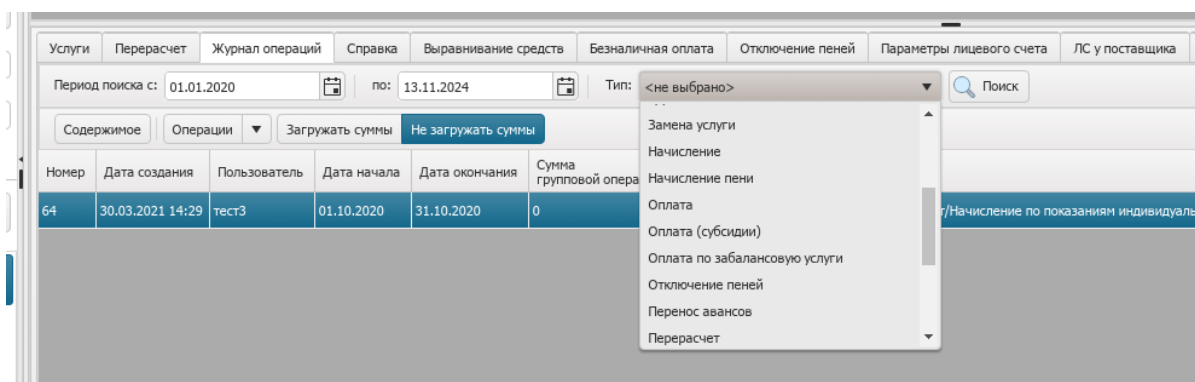 Услуги Перерасчет Журнал операций Справка Выравнивание средств Безналичная оплата Отключение пеней Параметры лицевого счета ЛС у поставщика
Период поиска с: 01.01.2020 по: 13.11.2024 Тип: <не выбрано> Поиск
Содержимое Операции Загружать суммы Не загружать суммы
Номер Дата создания Пользователь Дата начала Дата окончания Сумма
групповой опера
64 30.03.2021 14:29 тест3 01.10.2020 31.10.2020 0 /Начисление по показаниям индивидуаль
Замена услуги
Начисление
Начисление пени
Оплата
Оплата (субсидии)
Оплата по забалансовую услуги
Отключение пеней
Перенос авансов
Перерасчет